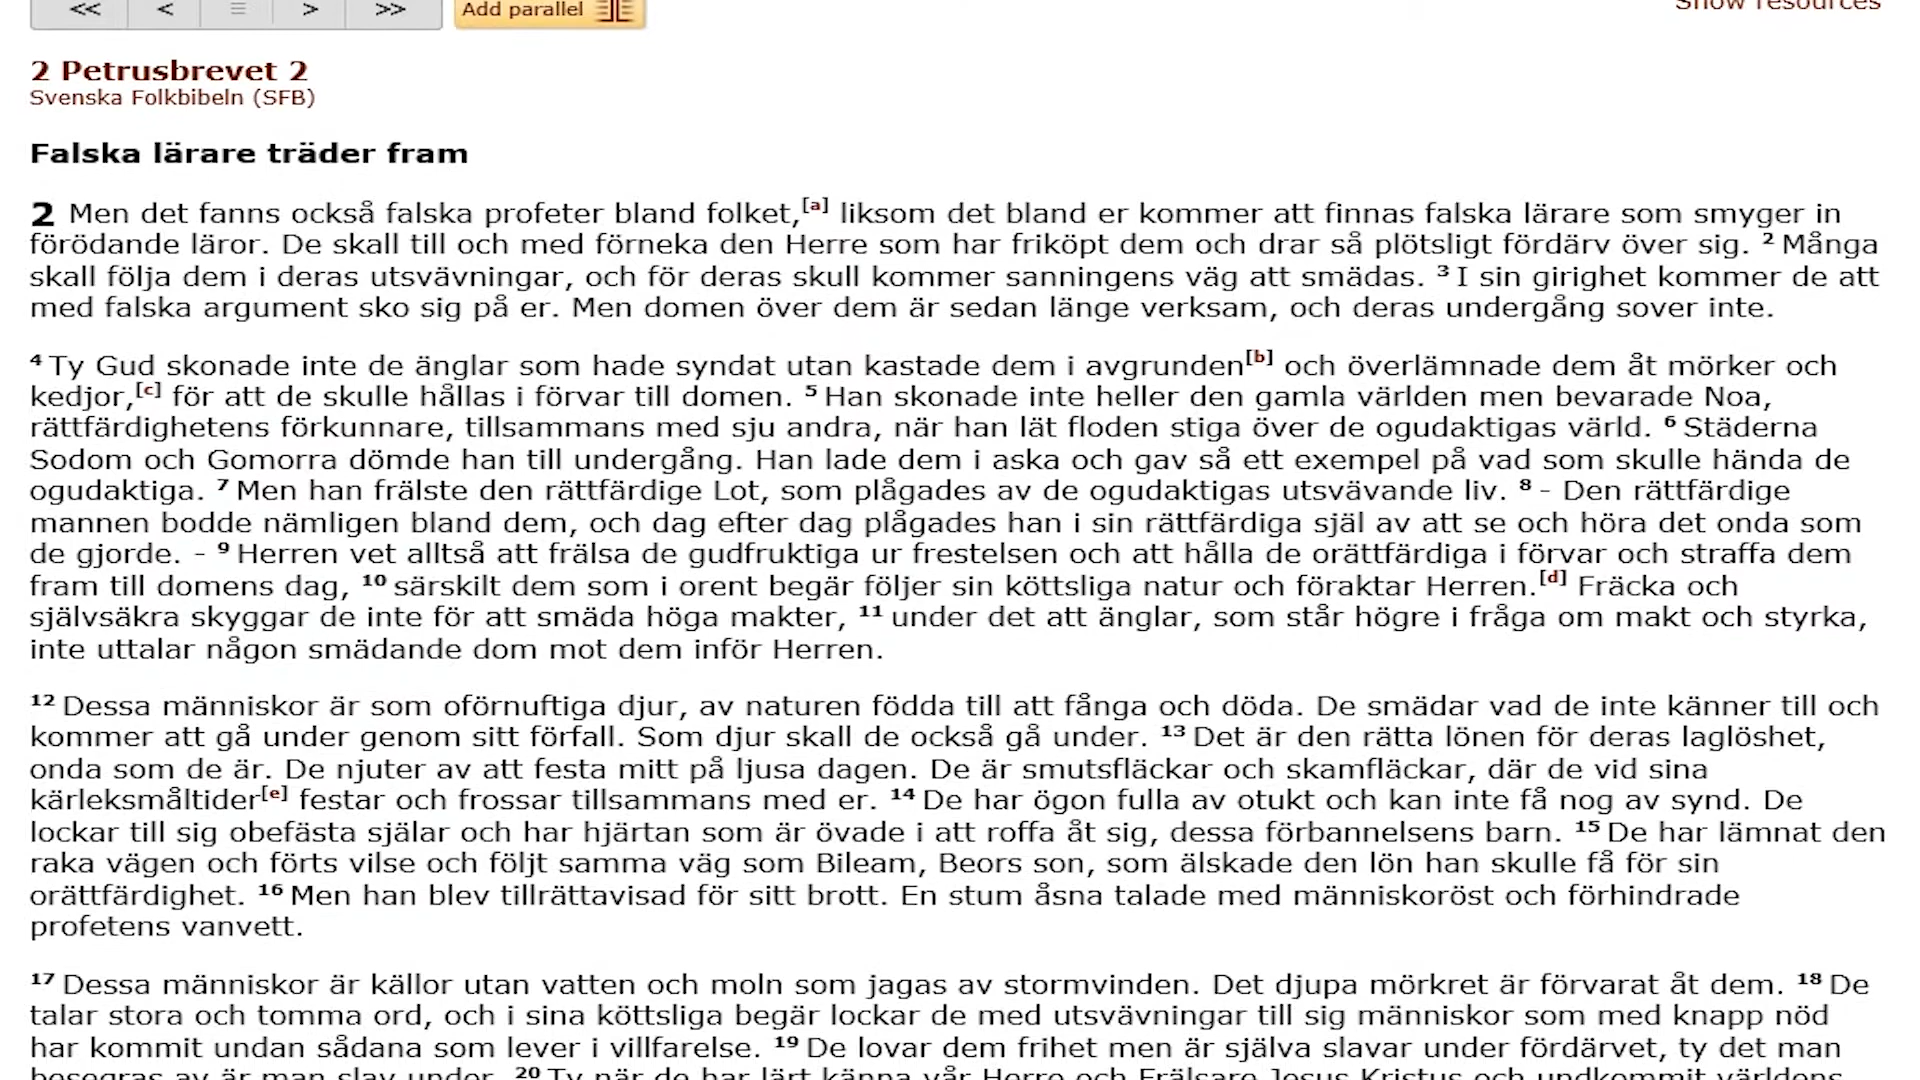 << < ≡ > >> Add parallel Show resources
2 Petrusbrevet 2
Svenska Folkbibeln (SFB)
Falska lärare träder fram
2 Men det fanns också falska profeter bland folket,[a] liksom det bland er kommer att finnas falska lärare som smyger in
förödande läror. De skall till och med förneka den Herre som har friköpt dem och drar så plötsligt fördärv över sig. 2 Många
skall följa dem i deras utsvävningar, och för deras skull kommer sanningens väg att smädas. 3 I sin girighet kommer de att
med falska argument sko sig på er. Men domen över dem är sedan länge verksam, och deras undergång sover inte.
4 Ty Gud skonade inte de änglar som hade syndat utan kastade dem i avgrunden[b] och överlämnade dem åt mörker och
kedjor,[c] för att de skulle hållas i förvar till domen. 5 Han skonade inte heller den gamla världen men bevarade Noa,
rättfärdighetens förkunnare, tillsammans med sju andra, när han lät floden stiga över de ogudaktigas värld. 6 Städerna
Sodom och Gomorra dömde han till undergång. Han lade dem i aska och gav så ett exempel på vad som skulle hända de
ogudaktiga. 7 Men han frälste den rättfärdige Lot, som plågades av de ogudaktigas utsvävande liv. 8 - Den rättfärdige
mannen bodde nämligen bland dem, och dag efter dag plågades han i sin rättfärdiga själ av att se och höra det onda som
de gjorde. - 9 Herren vet alltså att frälsa de gudfruktiga ur frestelsen och att hålla de orättfärdiga i förvar och straffa dem
fram till domens dag, 10 särskilt dem som i orent begär följer sin köttsliga natur och föraktar Herren.[d] Fräcka och
självsäkra skyggar de inte för att smäda höga makter, 11 under det att änglar, som står högre i fråga om makt och styrka,
inte uttalar någon smädande dom mot dem inför Herren.
12 Dessa människor är som oförnuftiga djur, av naturen födda till att fånga och döda. De smädar vad de inte känner till och
kommer att gå under genom sitt förfall. Som djur skall de också gå under. 13 Det är den rätta lönen för deras laglöshet,
onda som de är. De njuter av att festa mitt på ljusa dagen. De är smutsfläckar och skamfläckar, där de vid sina
kärleksmåltider[e] festar och frossar tillsammans med er. 14 De har ögon fulla av otukt och kan inte få nog av synd. De
lockar till sig obefästa själar och har hjärtan som är övade i att roffa åt sig, dessa förbannelsens barn. 15 De har lämnat den
raka vägen och förts vilse och följt samma väg som Bileam, Beors son, som älskade den lön han skulle få för sin
orättfärdighet. 16 Men han blev tillrättavisad för sitt brott. En stum åsna talade med människoröst och förhindrade
profetens vanvett.
17 Dessa människor är källor utan vatten och moln som jagas av stormvinden. Det djupa mörkret är förvarat åt dem. 18 De
talar stora och tomma ord, och i sina köttsliga begär lockar de med utsvävningar till sig människor som med knapp nöd
har kommit undan sådana som lever i villfarelse. 19 De lovar dem frihet men är själva slavar under fördärvet, ty det man
besegras av är man slav under. 20 Ty när de har lärt känna vår Herre och Frälsare Jesus Kristus och undkommit världens